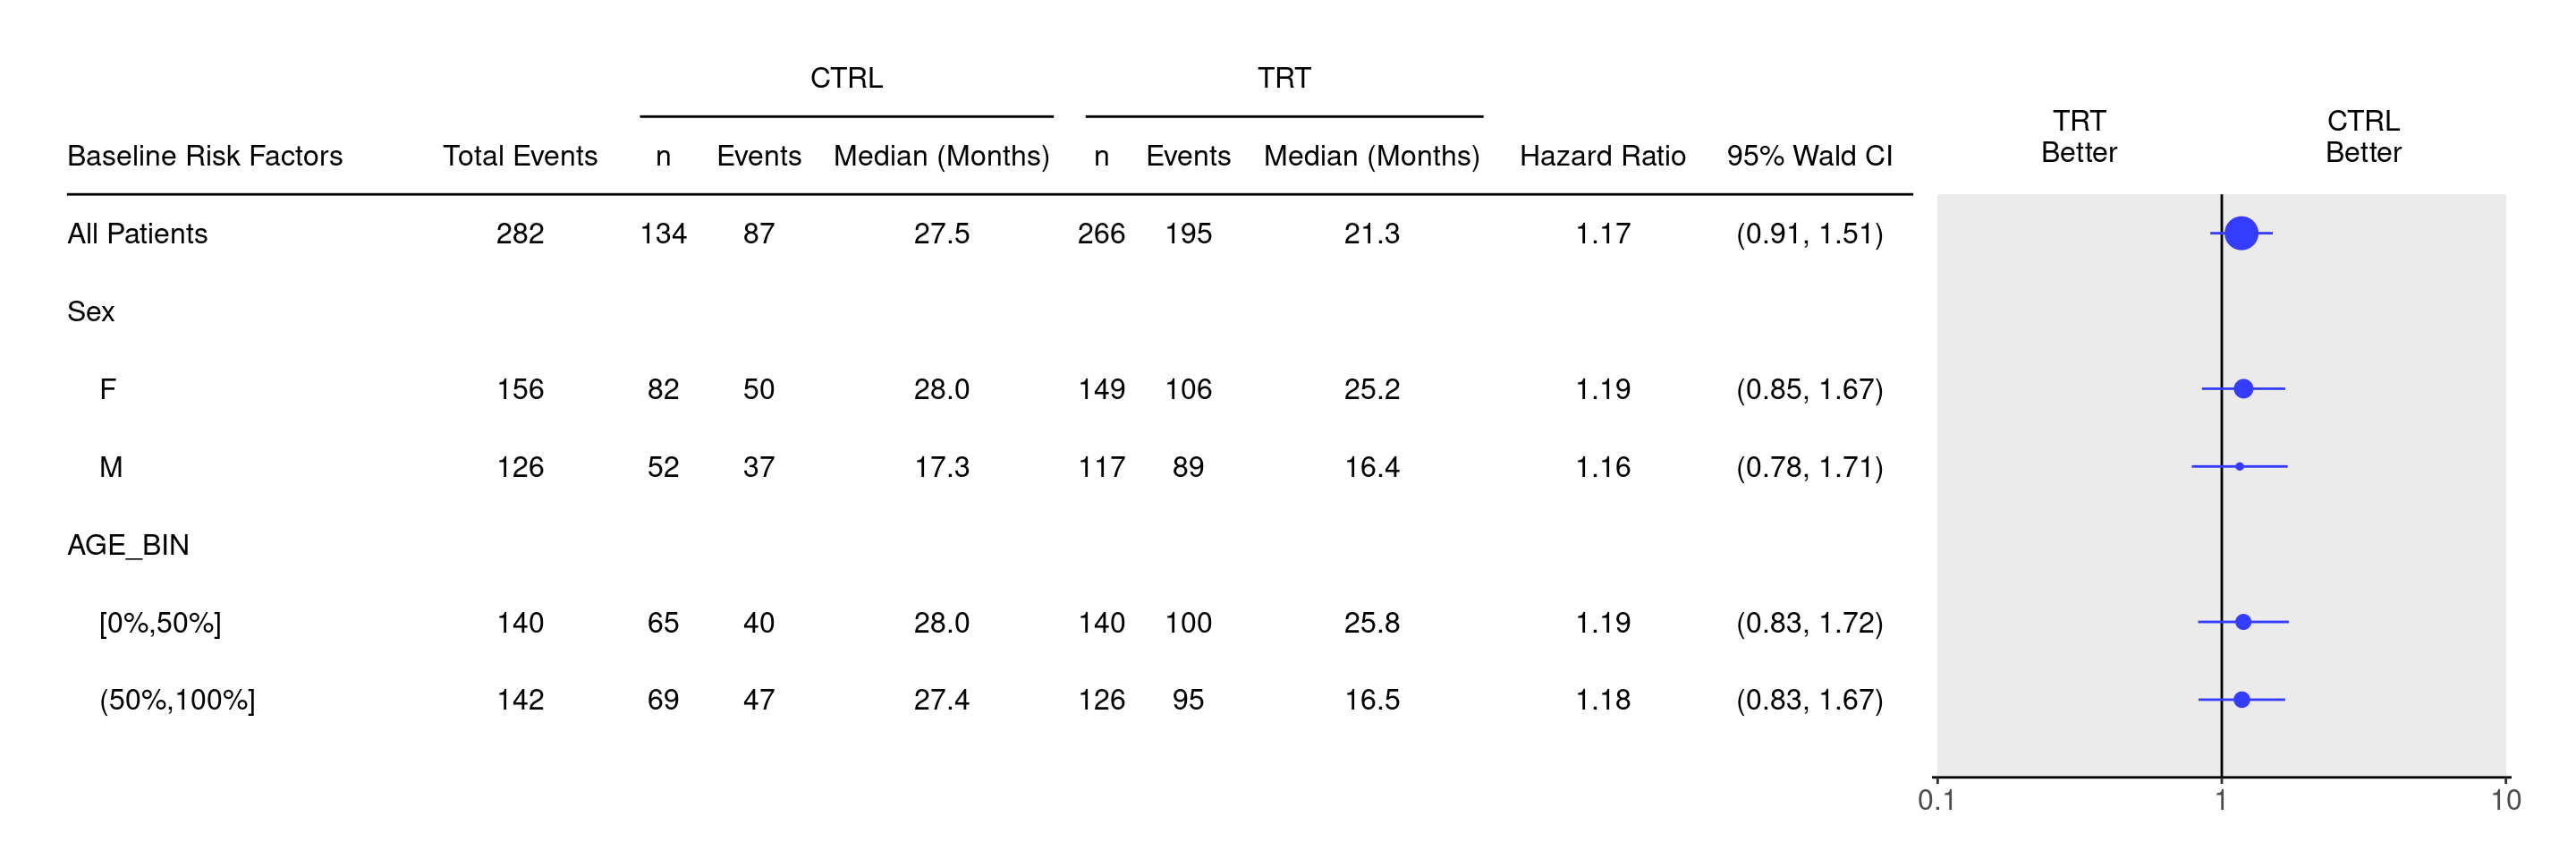 CTRL TRT
TRT CTRL
Better Better
Baseline Risk Factors Total Events n Events Median (Months) n Events Median (Months) Hazard Ratio 95% Wald CI
All Patients 282 134 87 27.5 266 195 21.3 1.17 (0.91, 1.51)
Sex
F 156 82 50 28.0 149 106 25.2 1.19 (0.85, 1.67)
M 126 52 37 17.3 117 89 16.4 1.16 (0.78, 1.71)
AGE_BIN
[0%,50%] 140 65 40 28.0 140 100 25.8 1.19 (0.83, 1.72)
(50%,100%] 142 69 47 27.4 126 95 16.5 1.18 (0.83, 1.67)
0.1 1 10